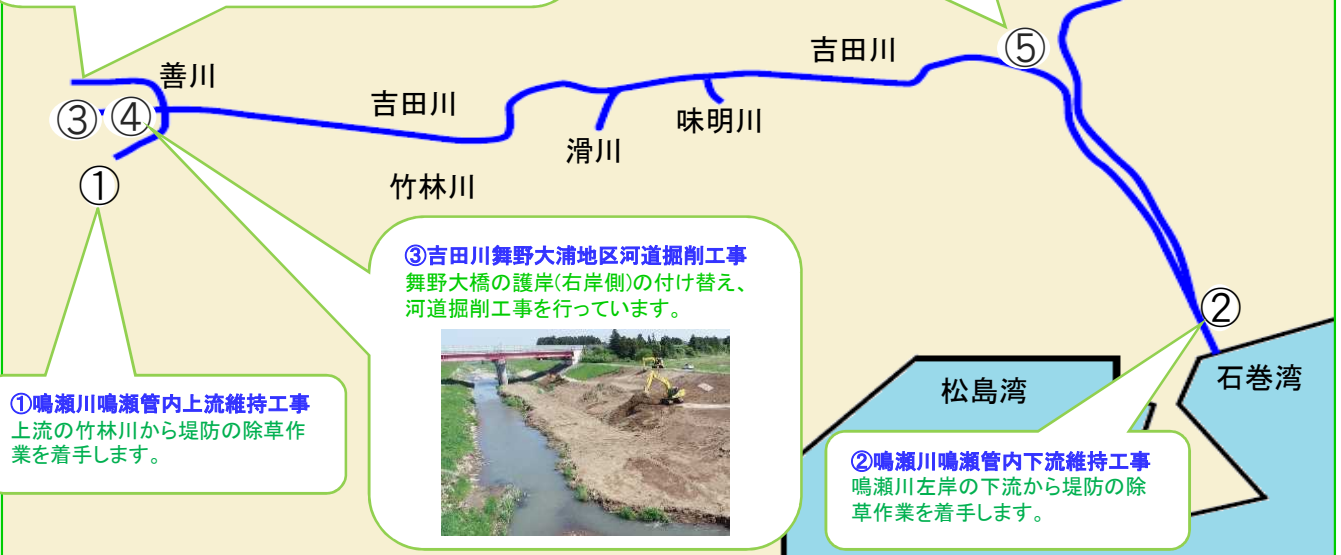 ⑤
吉田川
善川
吉田川
③ ④
味明川
滑川
①
竹林川
③吉田川舞野大浦地区河道掘削工事
舞野大橋の護岸(右岸側)の付け替え、
河道掘削工事を行っています。
②
石巻湾
松島湾
①鳴瀬川鳴瀬管内上流維持工事
上流の竹林川から堤防の除草作
業を着手します。
②鳴瀬川鳴瀬管内下流維持工事
鳴瀬川左岸の下流から堤防の除
草作業を着手します。